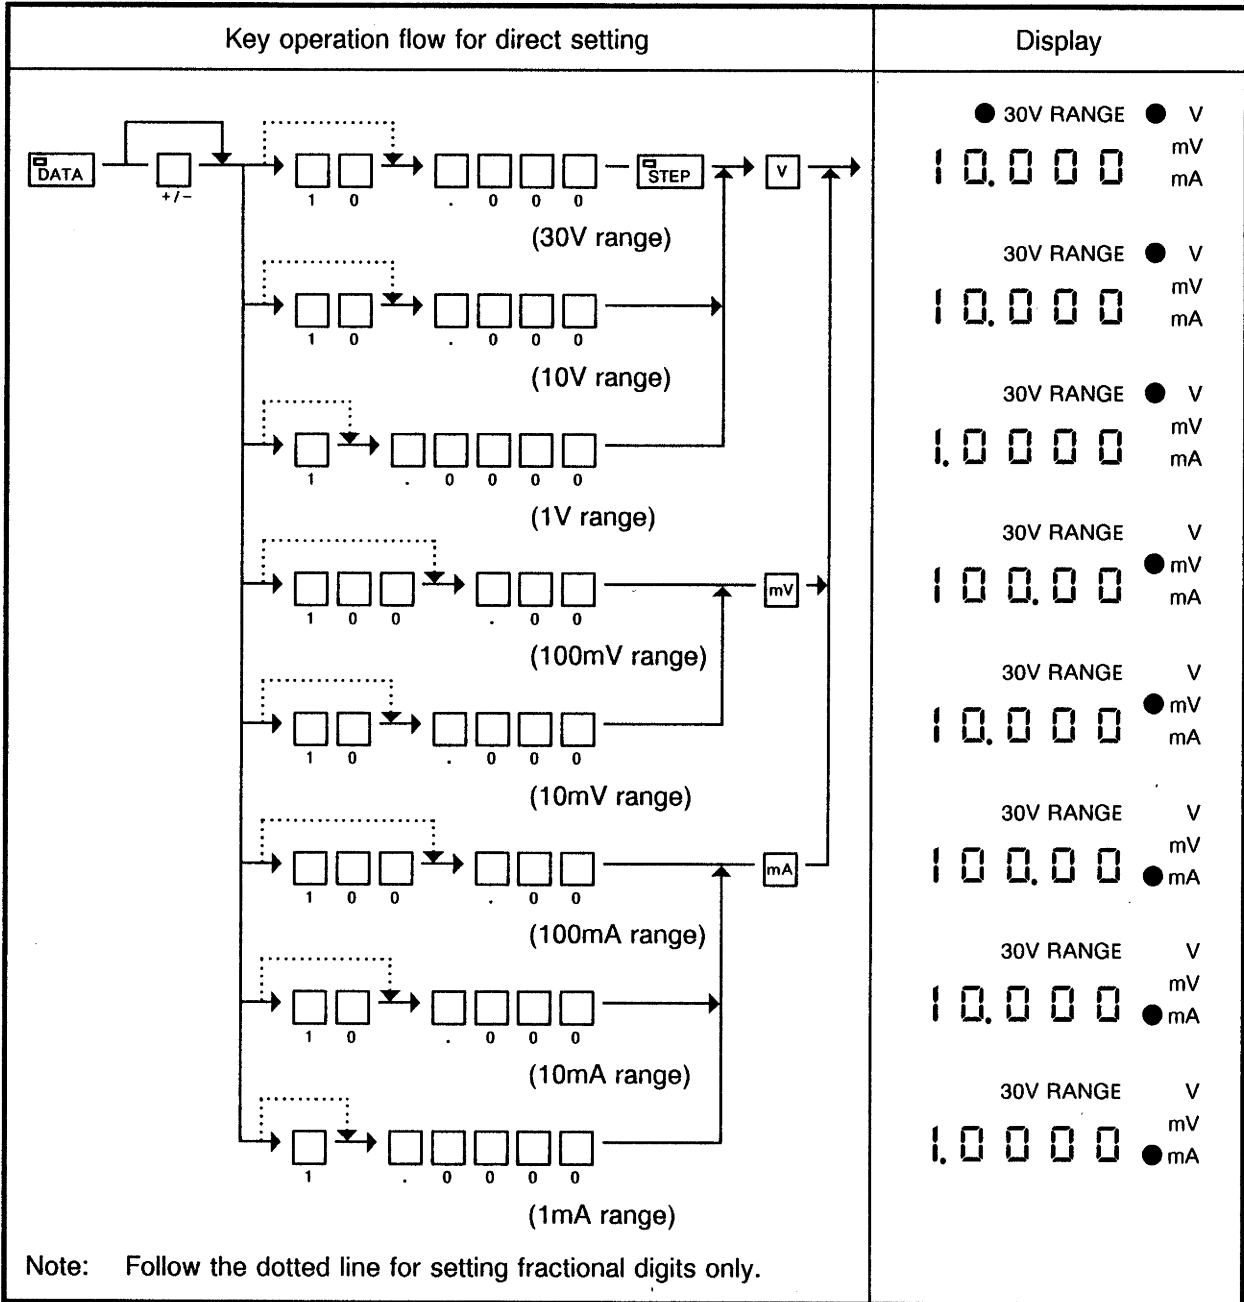 Key operation flow for direct setting
Display
DATA
+/-
1 0 . 0 0 0
STEP
V
(30V range)
30V RANGE V
mV
10.000 mA
1 0 . 0 0 0
(10V range)
30V RANGE V
mV
10.000 mA
1 . 0 0 0 0
(1V range)
30V RANGE V
mV
1.0000 mA
1 0 0 . 0 0
mV
(100mV range)
30V RANGE V
mV
100.00 mA
1 0 . 0 0 0
(10mV range)
30V RANGE V
mV
10.000 mA
1 0 0 . 0 0
mA
(100mA range)
30V RANGE V
mV
100.00 mA
1 0 . 0 0 0
(10mA range)
30V RANGE V
mV
10.000 mA
1 . 0 0 0 0
(1mA range)
30V RANGE V
mV
1.0000 mA
Note: Follow the dotted line for setting fractional digits only.